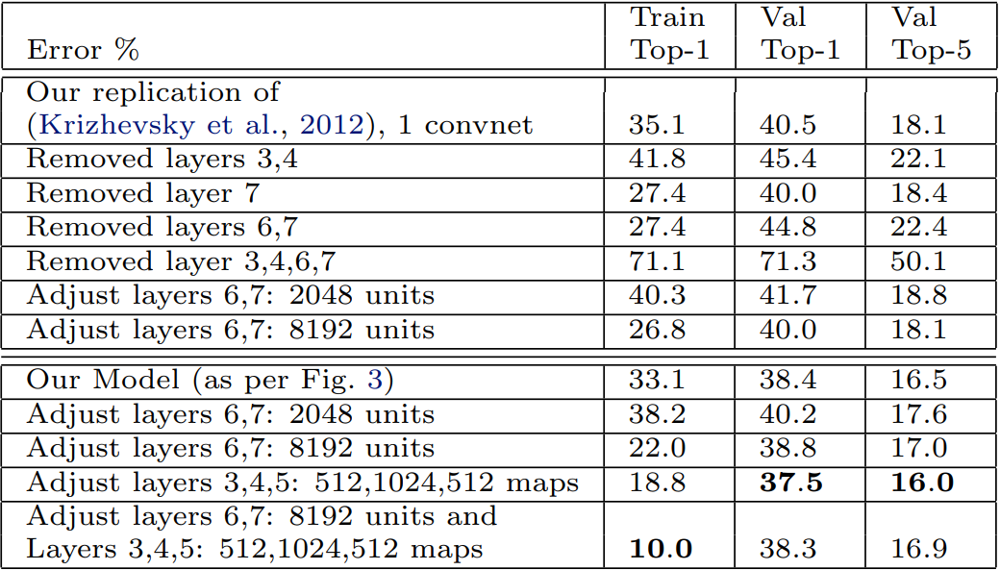 Error % Train Top-1 Val Top-1 Val Top-5
Our replication of
(Krizhevsky et al., 2012), 1 convnet 35.1 40.5 18.1
Removed layers 3,4 41.8 45.4 22.1
Removed layer 7 27.4 40.0 18.4
Removed layers 6,7 27.4 44.8 22.4
Removed layer 3,4,6,7 71.1 71.3 50.1
Adjust layers 6,7: 2048 units 40.3 41.7 18.8
Adjust layers 6,7: 8192 units 26.8 40.0 18.1
Our Model (as per Fig. 3) 33.1 38.4 16.5
Adjust layers 6,7: 2048 units 38.2 40.2 17.6
Adjust layers 6,7: 8192 units 22.0 38.8 17.0
Adjust layers 3,4,5: 512,1024,512 maps 18.8 37.5 16.0
Adjust layers 6,7: 8192 units and
Layers 3,4,5: 512,1024,512 maps 10.0 38.3 16.9